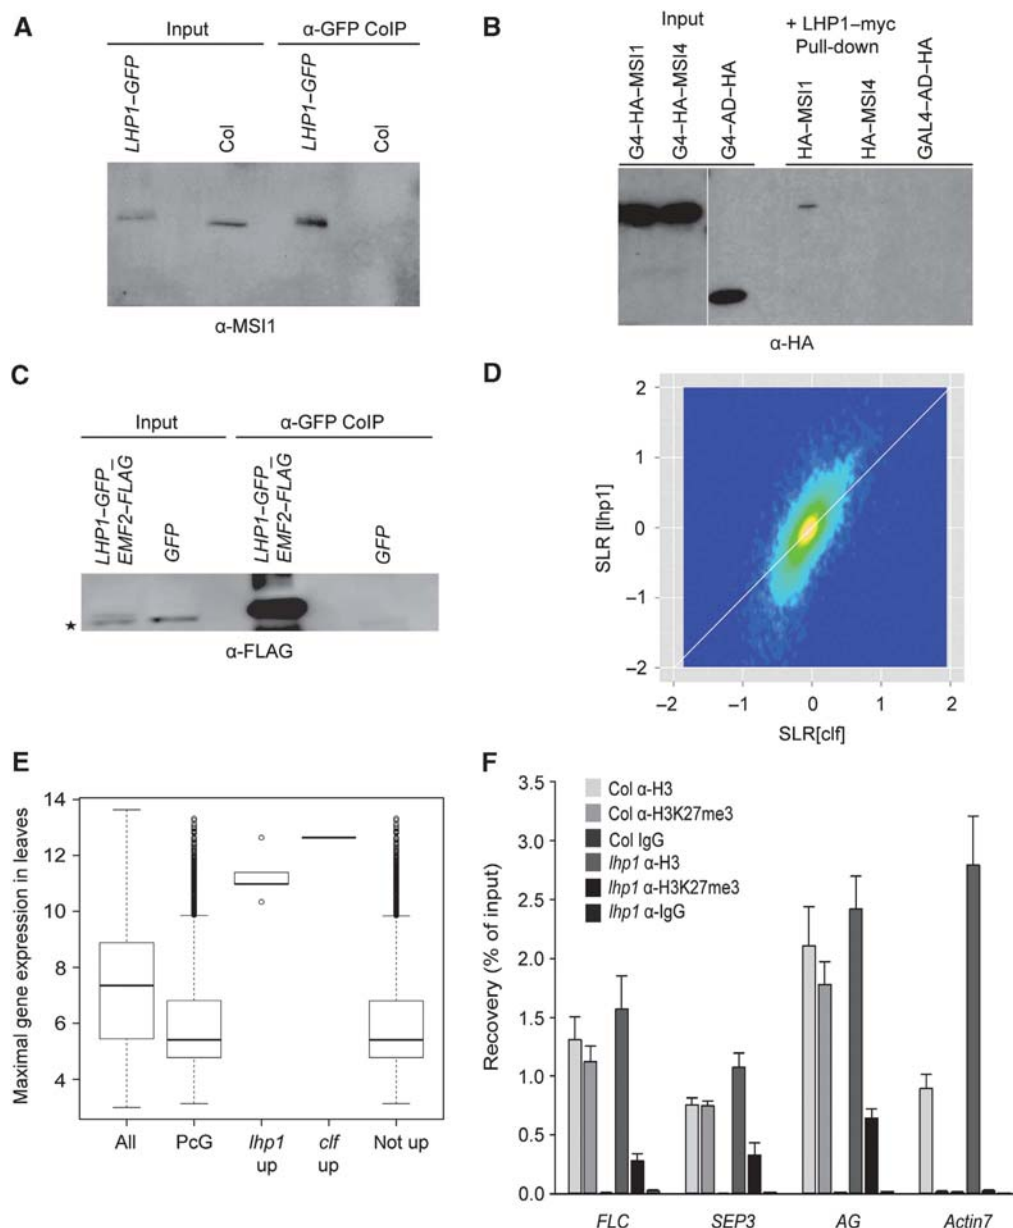 A
Input
α-GFP CoIP
LHP1–GFP
Col
LHP1–GFP
Col
α-MSI1
B
Input
+ LHP1–myc
Pull-down
G4–HA–MSI1
G4–HA–MSI4
G4–AD–HA
HA–MSI1
HA–MSI4
GAL4–AD–HA
α-HA
C
Input
α-GFP CoIP
LHP1–GFP_
EMF2–FLAG
GFP
LHP1–GFP_
EMF2–FLAG
GFP
★
α-FLAG
D
SLR [lhp1]
2
1
0
–1
–2
–2
–1
0
1
2
SLR[clf]
E
Maximal gene expression in leaves
14
12
10
8
6
4
All
PcG
lhp1
up
clf
up
Not up
F
Recovery (% of input)
3.5
3.0
2.5
2.0
1.5
1.0
0.5
0.0
Col α-H3
Col α-H3K27me3
Col IgG
lhp1 α-H3
lhp1 α-H3K27me3
lhp1 α-IgG
FLC
SEP3
AG
Actin7